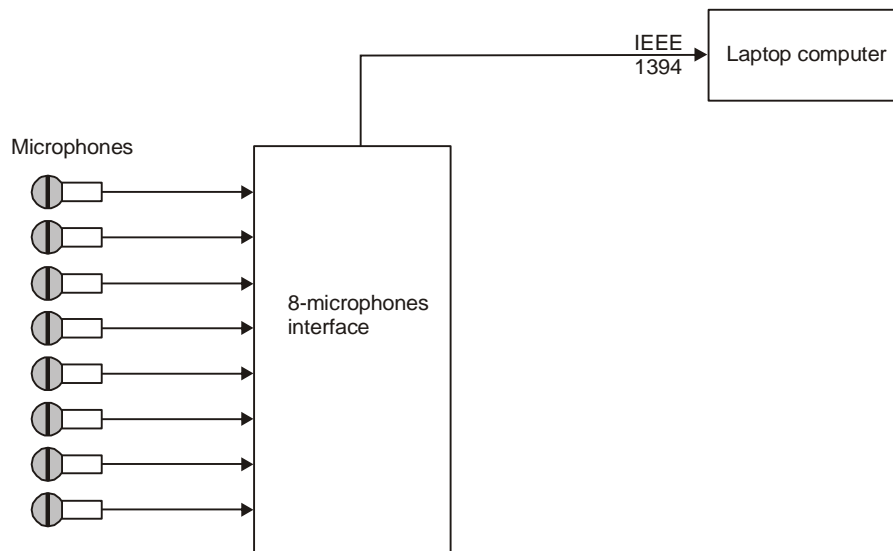 IEEE
1394
Laptop computer
Microphones
8-microphones
interface